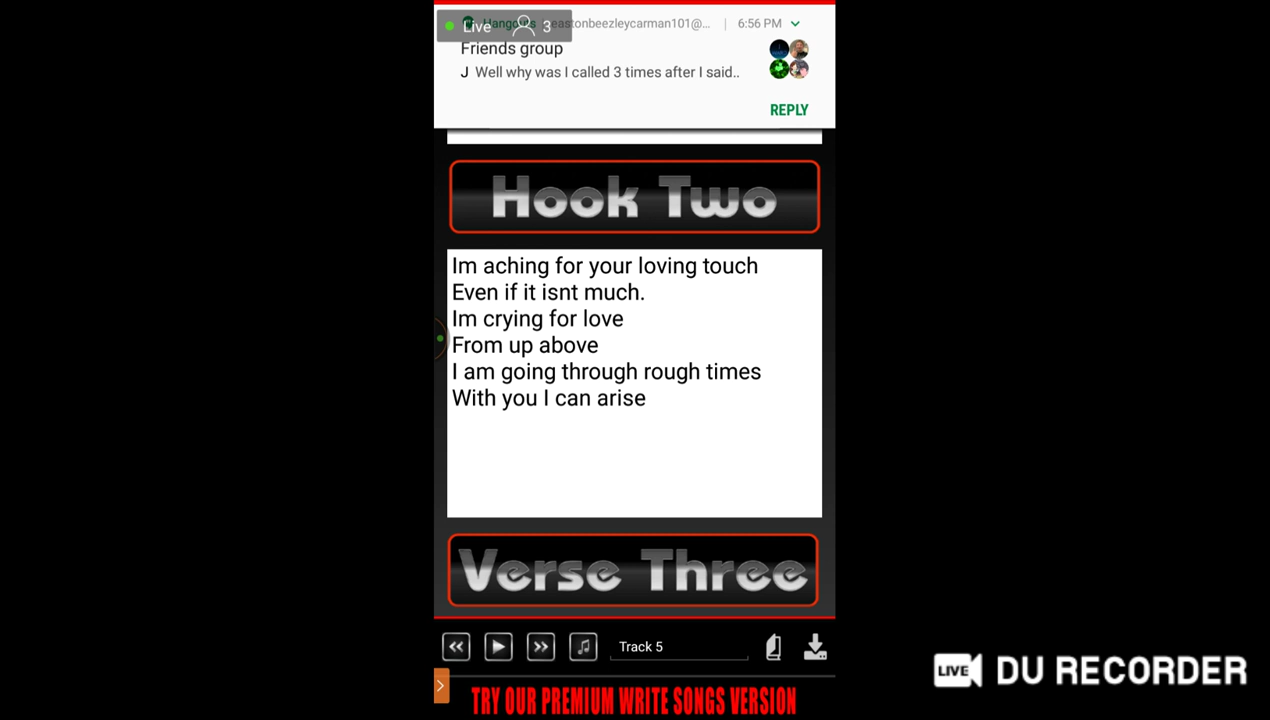 Live 3
Hangouts
eastonbeezleycarman101@... | 6:56 PM
Friends group
J Well why was I called 3 times after I said..
REPLY
Hook Two
Im aching for your loving touch
Even if it isnt much.
Im crying for love
From up above
I am going through rough times
With you I can arise
Verse Three
Track 5
TRY OUR PREMIUM WRITE SONGS VERSION
LIVE DU RECORDER